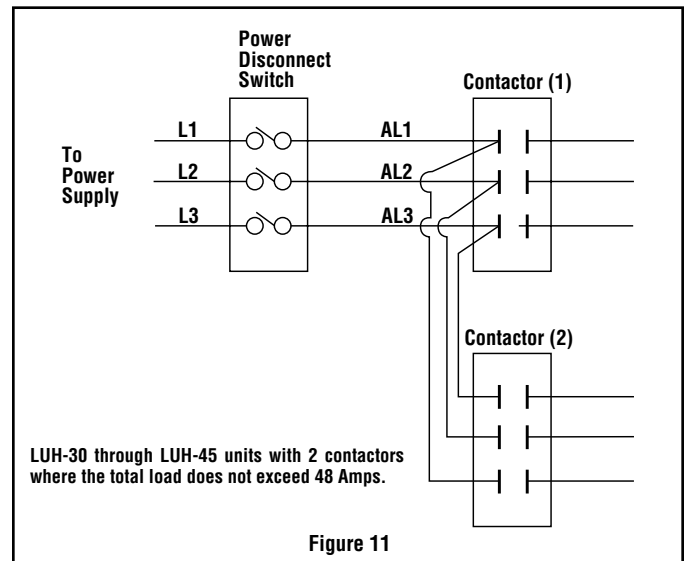 Power
Disconnect
Switch
Contactor (1)
L1
AL1
To
Power
Supply
L2
AL2
L3
AL3
Contactor (2)
LUH-30 through LUH-45 units with 2 contactors
where the total load does not exceed 48 Amps.
Figure 11